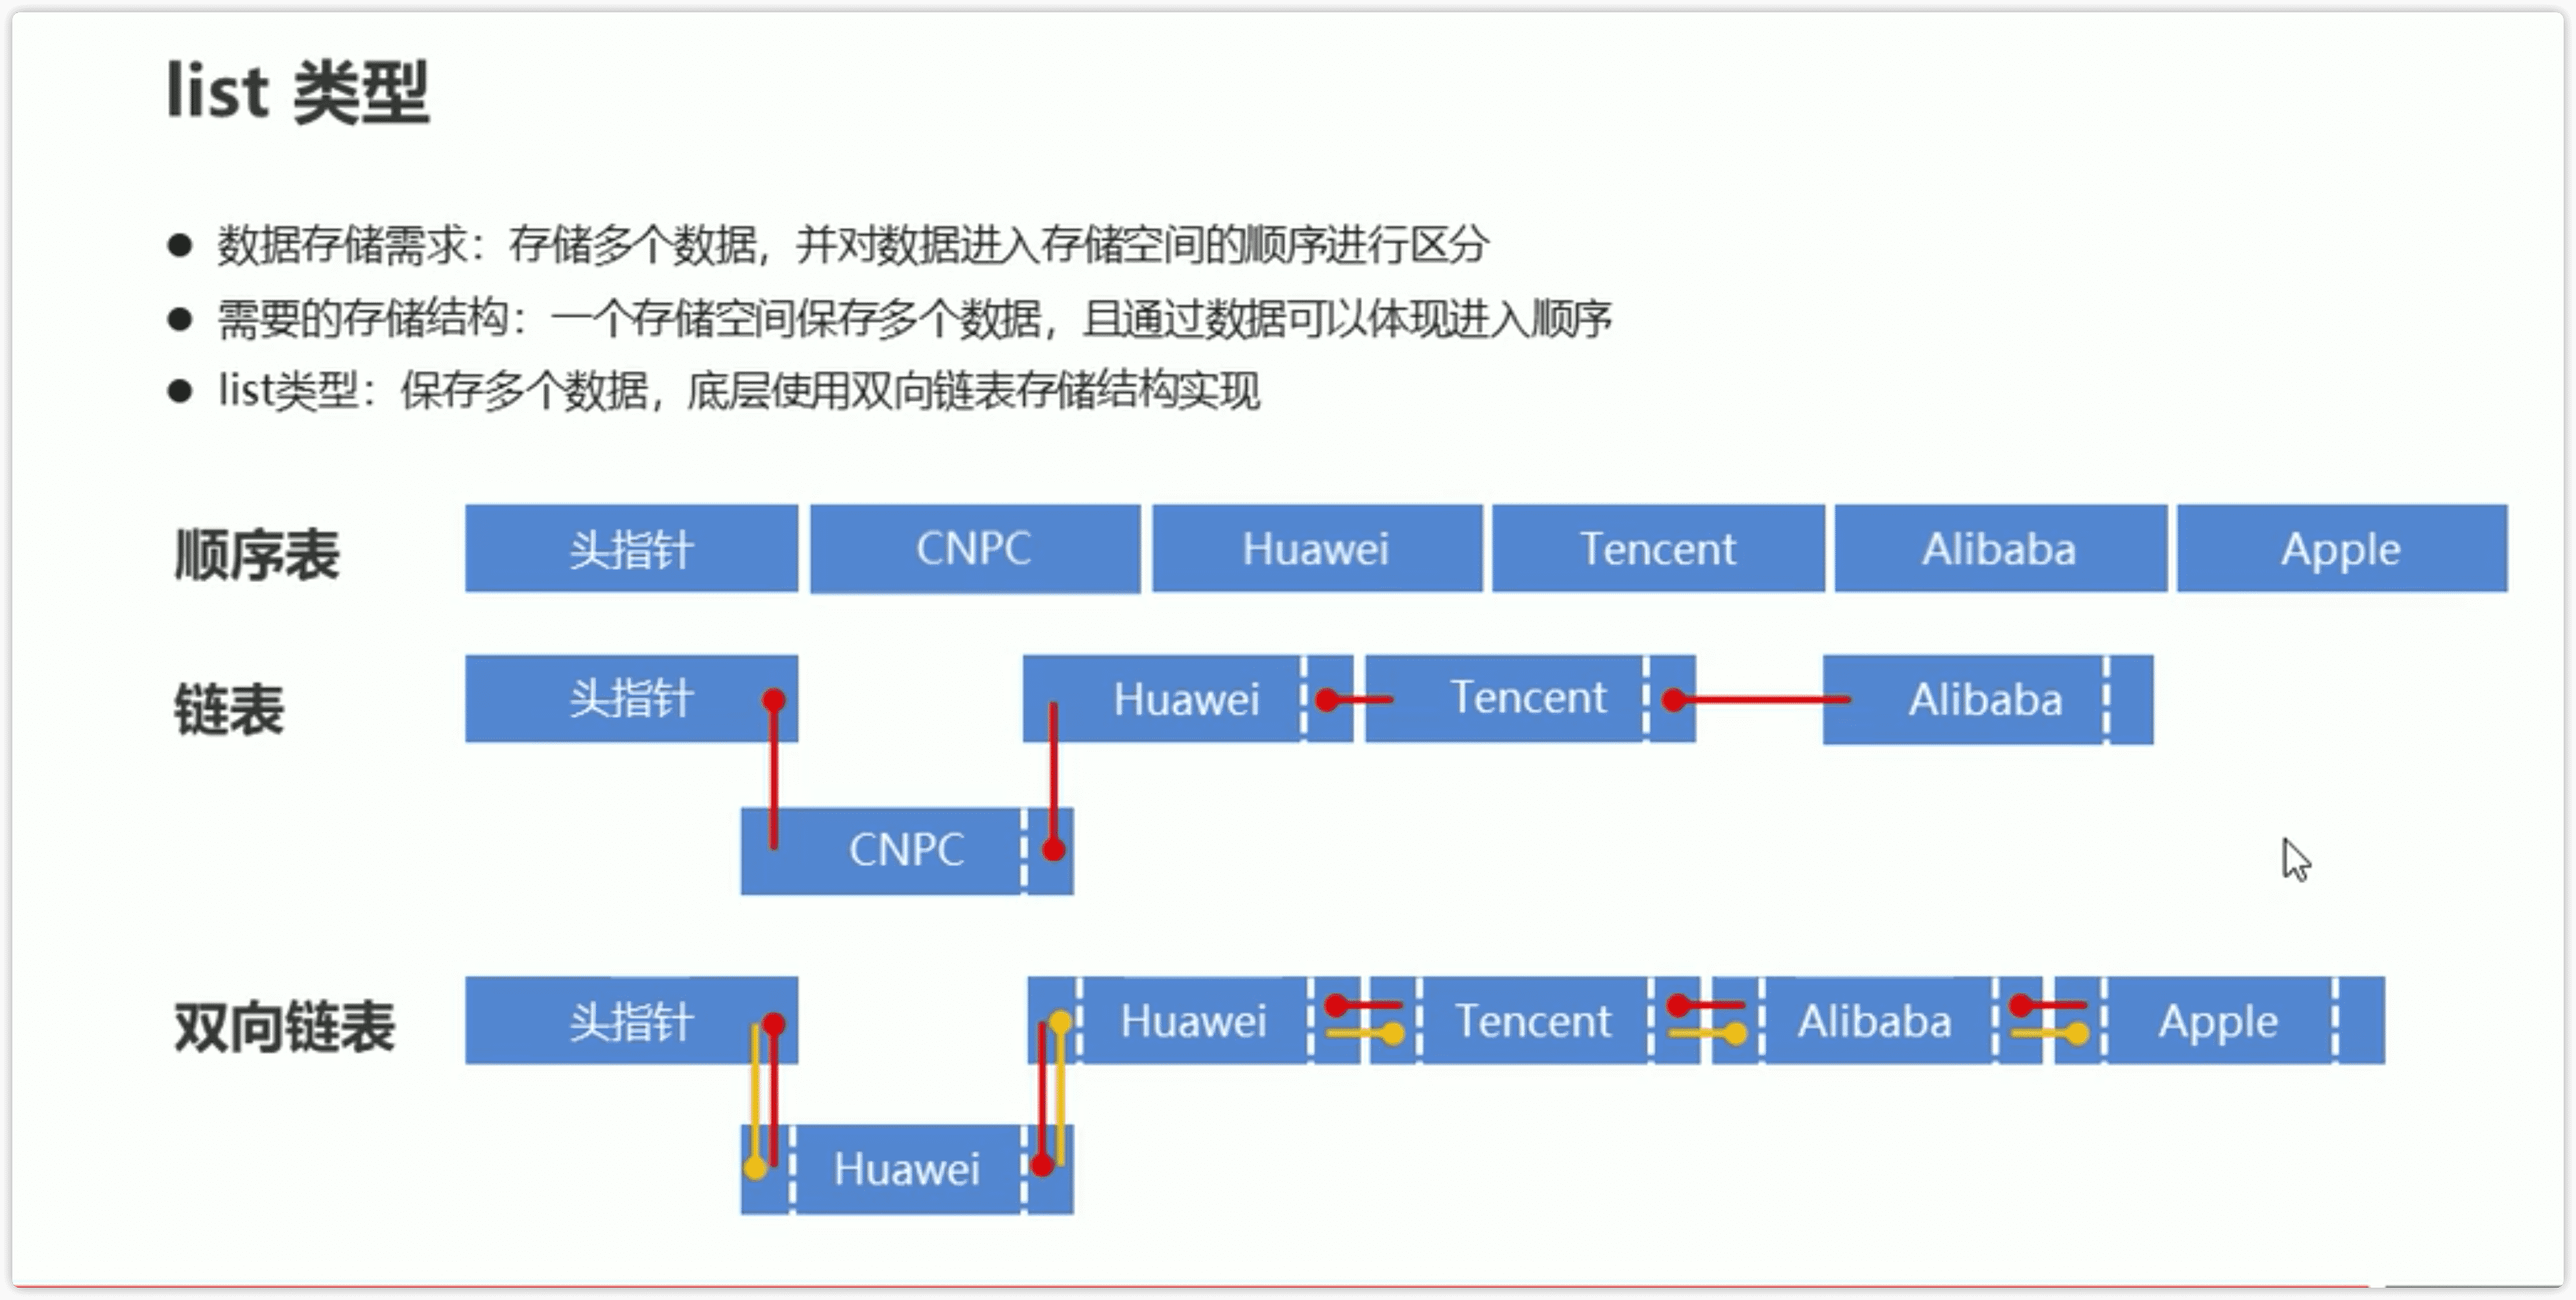 list 类型
● 数据存储需求：存储多个数据，并对数据进入存储空间的顺序进行区分
● 需要的存储结构：一个存储空间保存多个数据，且通过数据可以体现进入顺序
● list类型：保存多个数据，底层使用双向链表存储结构实现
顺序表 头指针 CNPC Huawei Tencent Alibaba Apple
链表 头指针 Huawei Tencent Alibaba
CNPC
双向链表 头指针 Huawei Tencent Alibaba Apple
Huawei